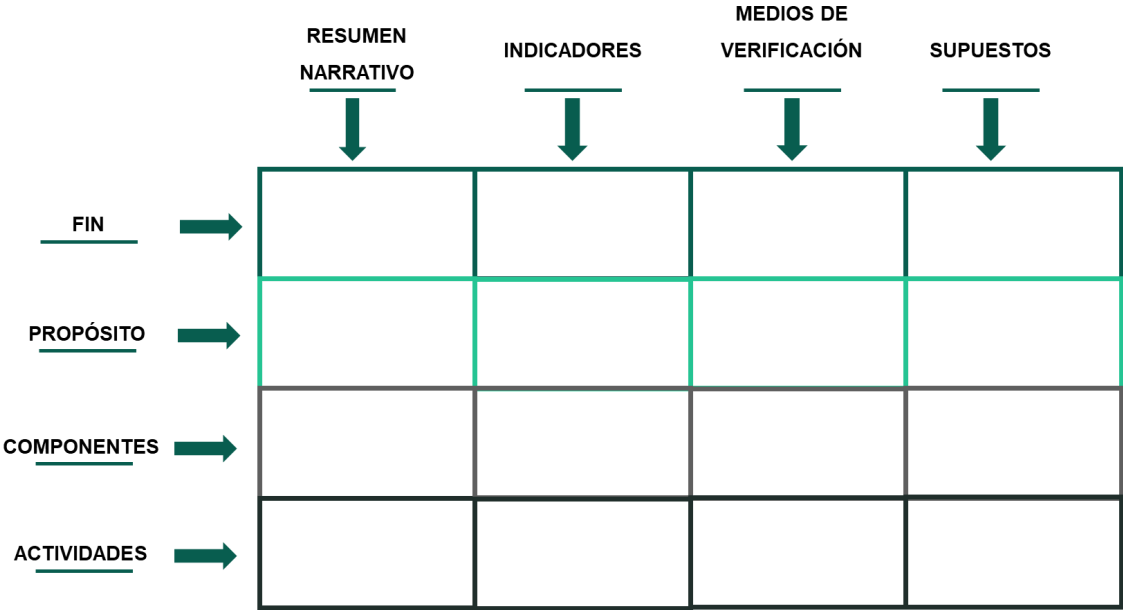 RESUMEN
NARRATIVO
INDICADORES
MEDIOS DE
VERIFICACIÓN
SUPUESTOS
FIN
PROPÓSITO
COMPONENTES
ACTIVIDADES